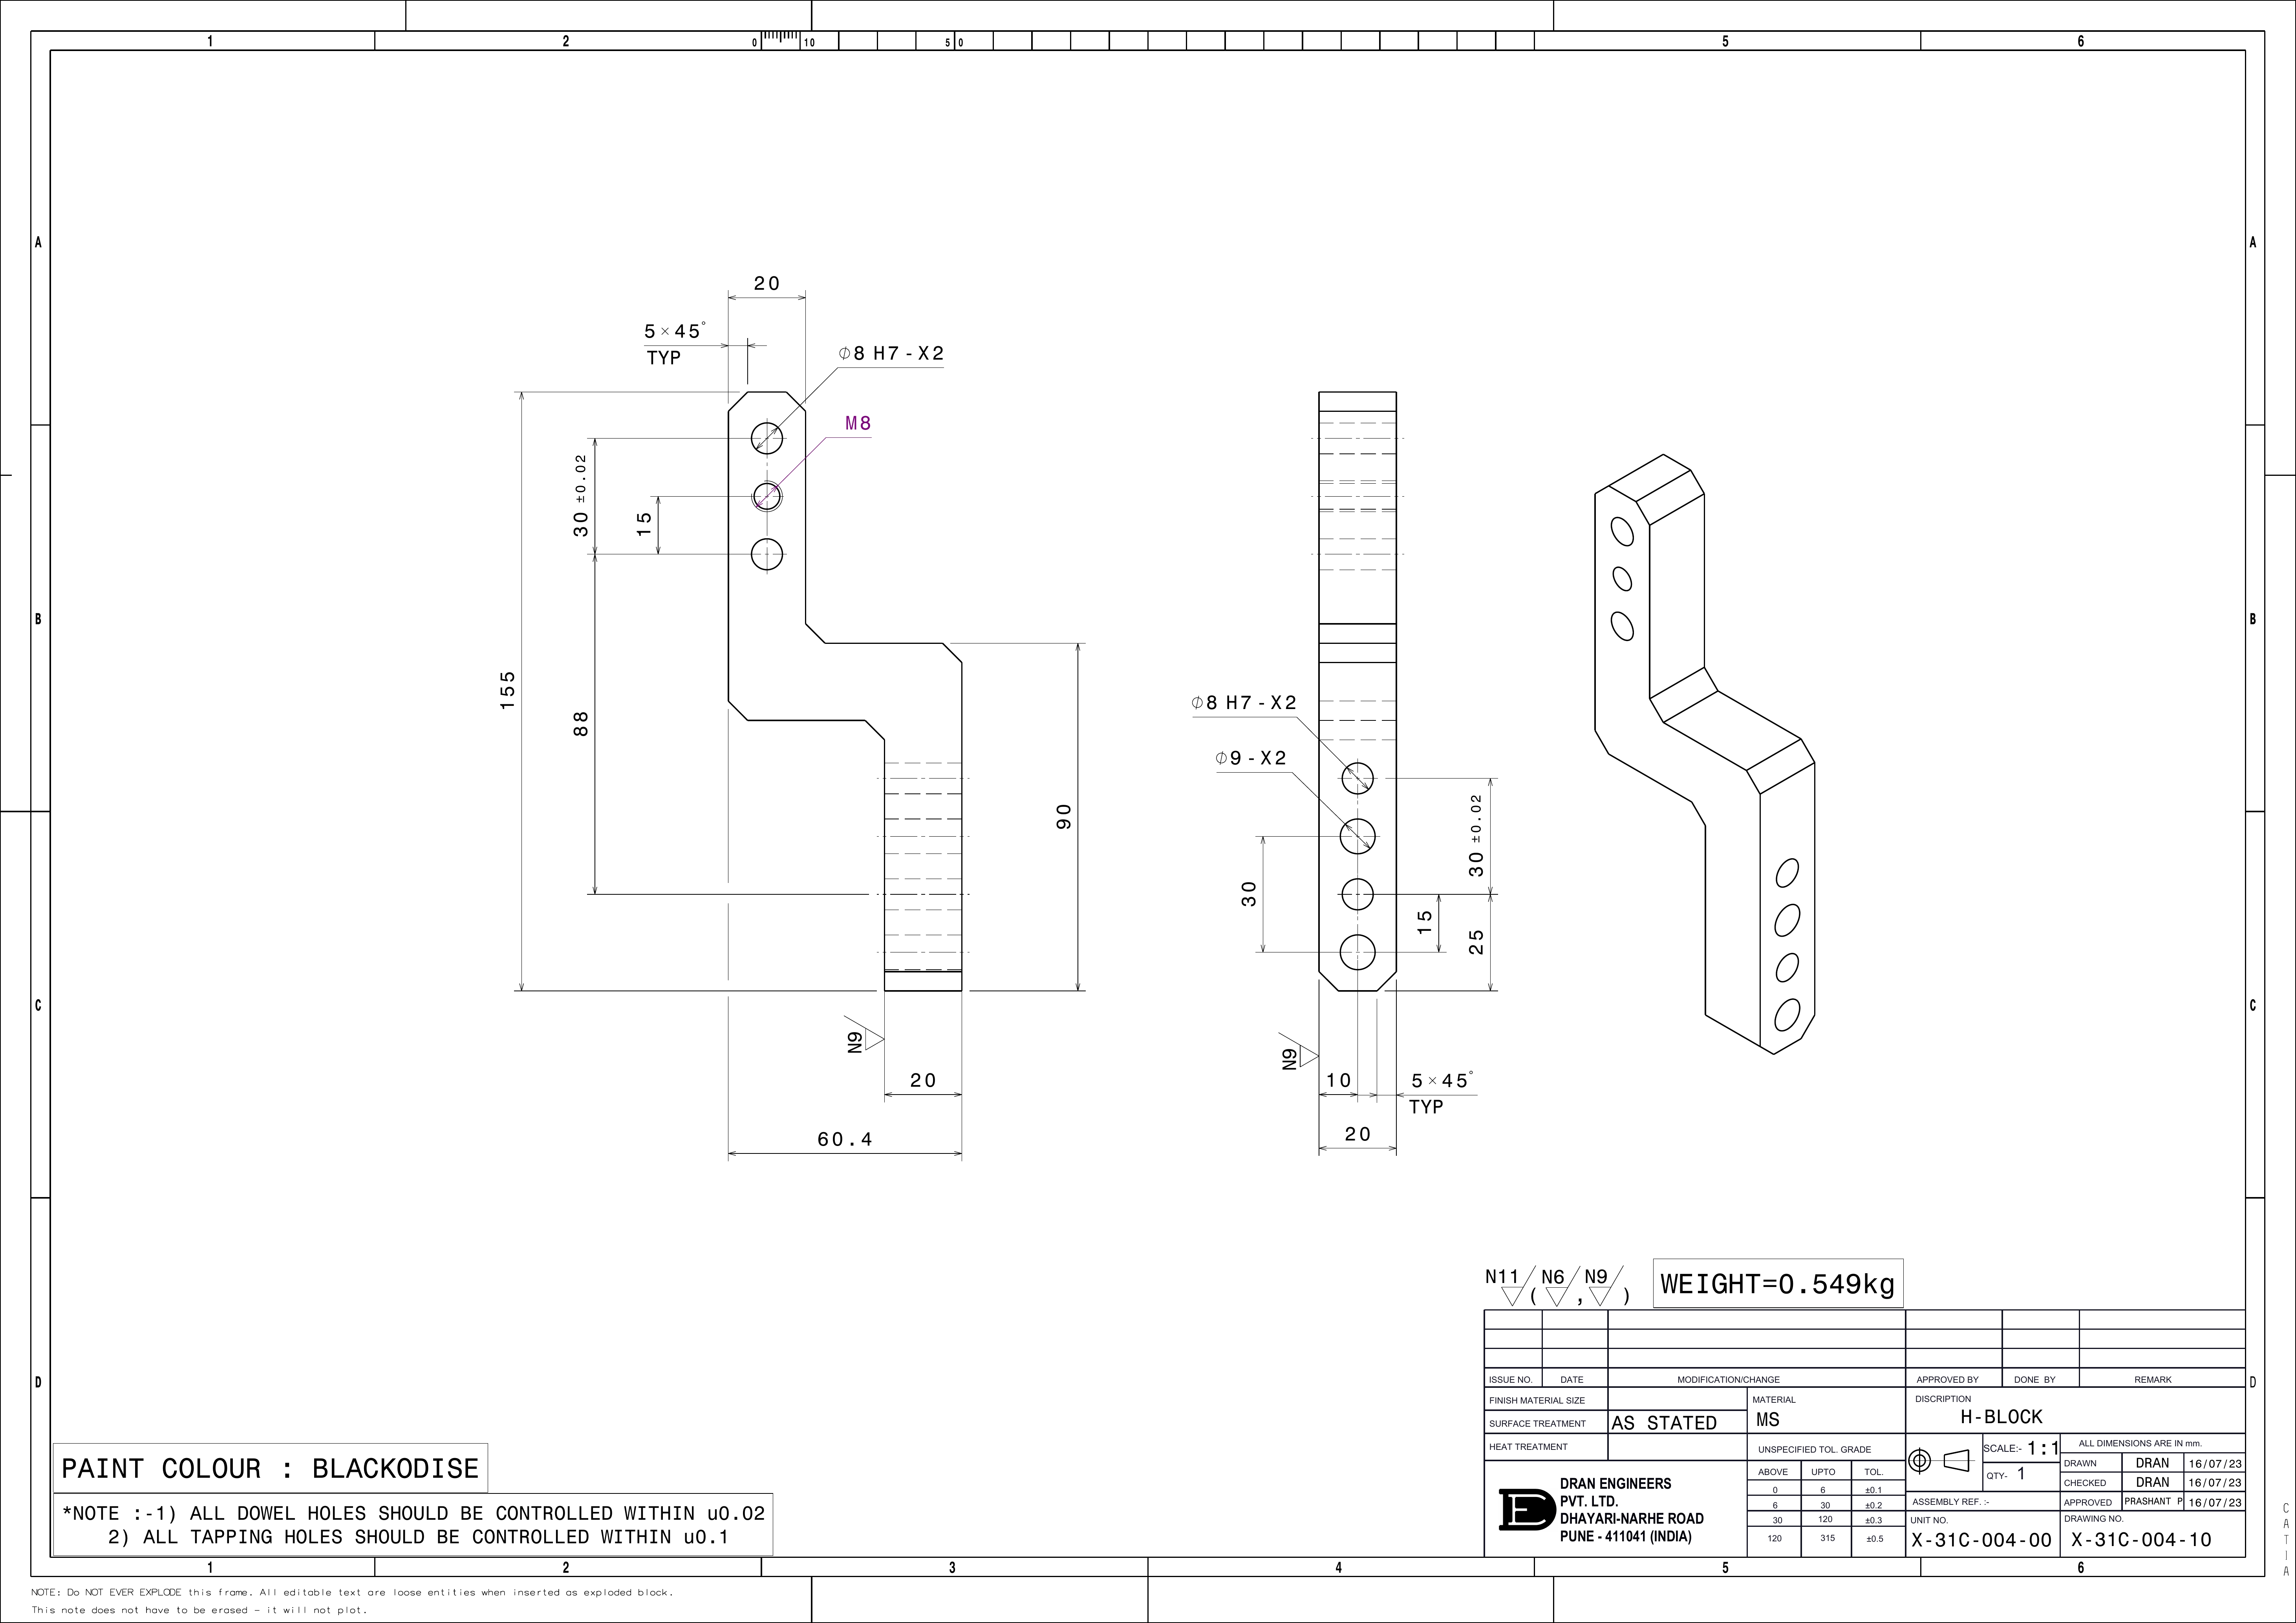 1 2 0 10 50 5 6
A A
B B
C C
D D
20
5×45°
TYP
⌀8 H7-X2
M8
30 ±0.02
15
155
88
90
N9
20
60.4
⌀8 H7-X2
⌀9-X2
30 ±0.02
30
15
25
N9
10
5×45°
TYP
20
N11 ( N6 , N9 )
WEIGHT=0.549kg
ISSUE NO. DATE MODIFICATION/CHANGE APPROVED BY DONE BY REMARK
FINISH MATERIAL SIZE
SURFACE TREATMENT AS STATED
HEAT TREATMENT
MATERIAL
MS
DISCRIPTION
H-BLOCK
UNSPECIFIED TOL. GRADE
ABOVE UPTO TOL.
0 6 ±0.1
6 30 ±0.2
30 120 ±0.3
120 315 ±0.5
SCALE:- 1:1
QTY- 1
ALL DIMENSIONS ARE IN mm.
DRAWN DRAN 16/07/23
CHECKED DRAN 16/07/23
APPROVED PRASHANT P 16/07/23
ASSEMBLY REF. :-
UNIT NO.
X-31C-004-00
DRAWING NO.
X-31C-004-10
DRAN ENGINEERS
PVT. LTD.
DHAYARI-NARHE ROAD
PUNE - 411041 (INDIA)
PAINT COLOUR : BLACKODISE
*NOTE :-1) ALL DOWEL HOLES SHOULD BE CONTROLLED WITHIN u0.02
2) ALL TAPPING HOLES SHOULD BE CONTROLLED WITHIN u0.1
1 2 3 4 5 6
CATIA
NOTE: Do NOT EVER EXPLODE this frame. All editable text are loose entities when inserted as exploded block.
This note does not have to be erased - it will not plot.